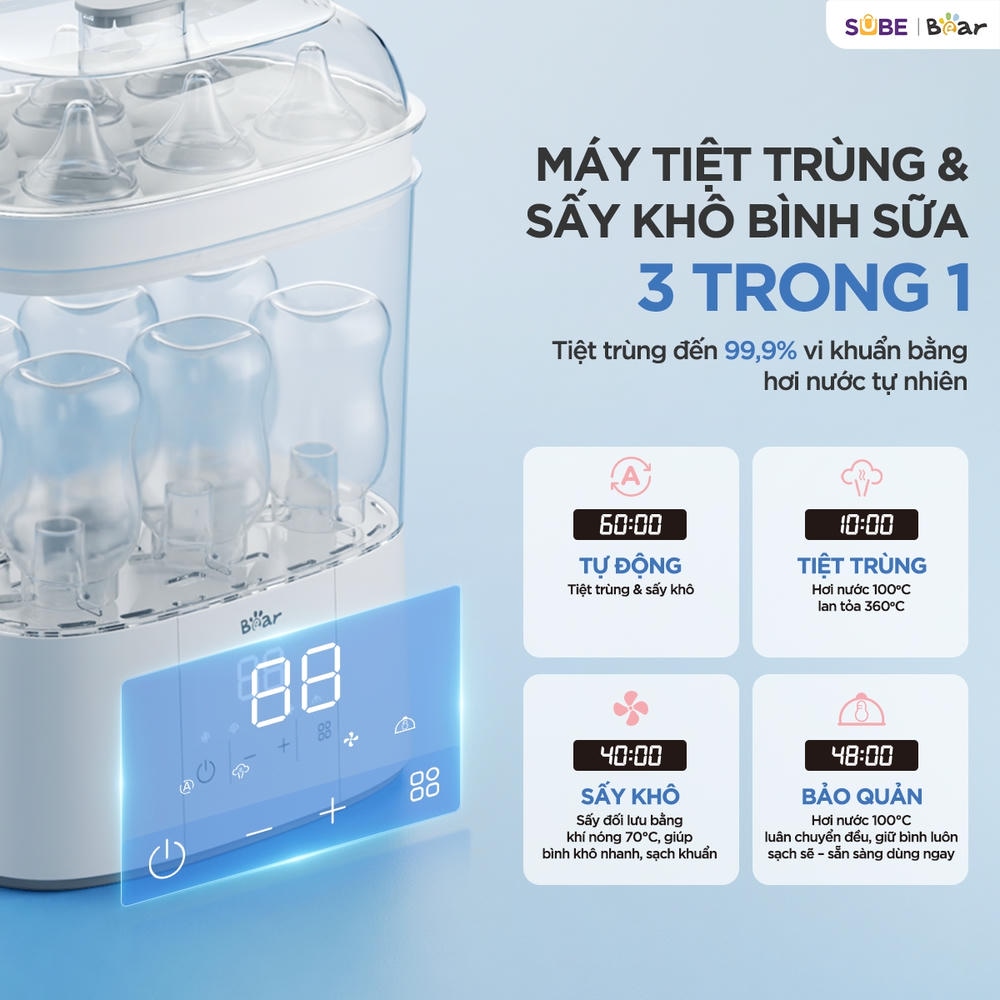 SUBE | Bear
MÁY TIỆT TRÙNG &
SẤY KHÔ BÌNH SỮA
3 TRONG 1
Tiệt trùng đến 99,9% vi khuẩn bằng
hơi nước tự nhiên
A
60:00
TỰ ĐỘNG
Tiệt trùng & sấy khô
10:00
TIỆT TRÙNG
Hơi nước 100°C
lan tỏa 360°C
40:00
SẤY KHÔ
Sấy đối lưu bằng
khí nóng 70°C, giúp
bình khô nhanh, sạch khuẩn
48:00
BẢO QUẢN
Hơi nước 100°C
luân chuyển đều, giữ bình luôn
sạch sẽ – sẵn sàng dùng ngay
Bear
88
88
A